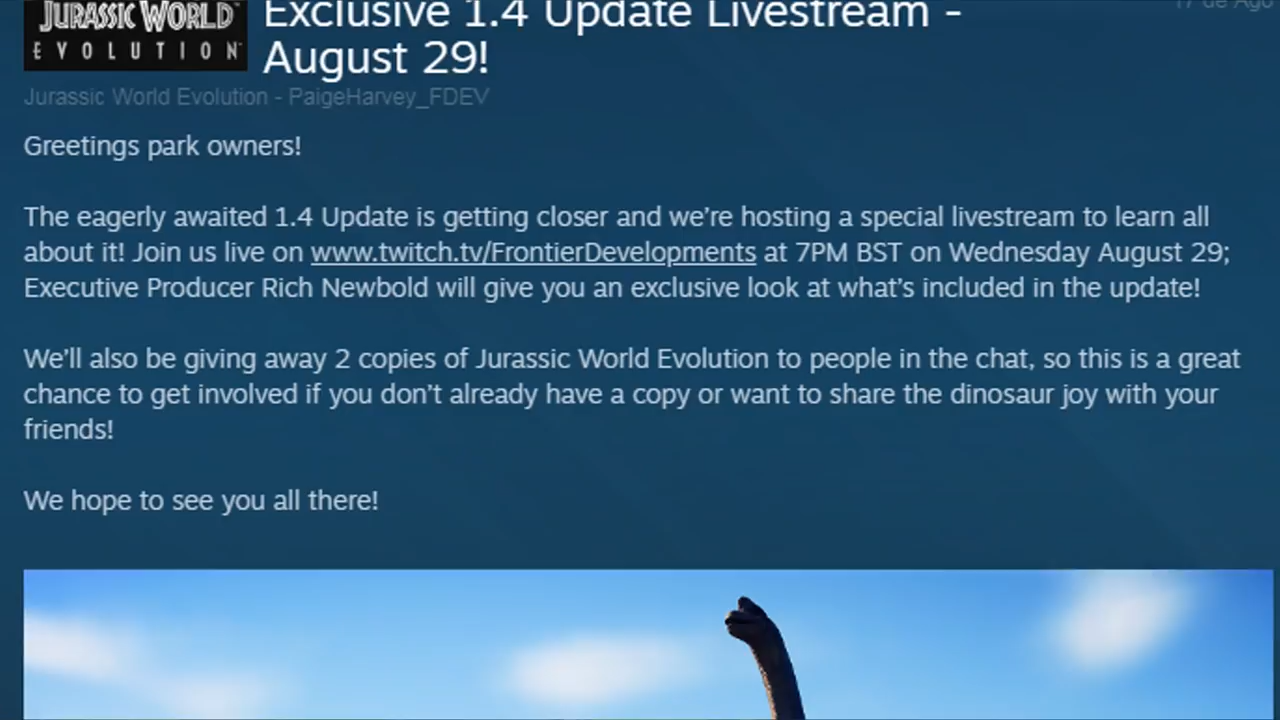 JURASSIC WORLD
EVOLUTION
Exclusive 1.4 Update Livestream -
August 29!
17 de Ago
Jurassic World Evolution - PaigeHarvey_FDEV
Greetings park owners!
The eagerly awaited 1.4 Update is getting closer and we’re hosting a special livestream to learn all
about it! Join us live on www.twitch.tv/FrontierDevelopments at 7PM BST on Wednesday August 29;
Executive Producer Rich Newbold will give you an exclusive look at what’s included in the update!
We’ll also be giving away 2 copies of Jurassic World Evolution to people in the chat, so this is a great
chance to get involved if you don’t already have a copy or want to share the dinosaur joy with your
friends!
We hope to see you all there!